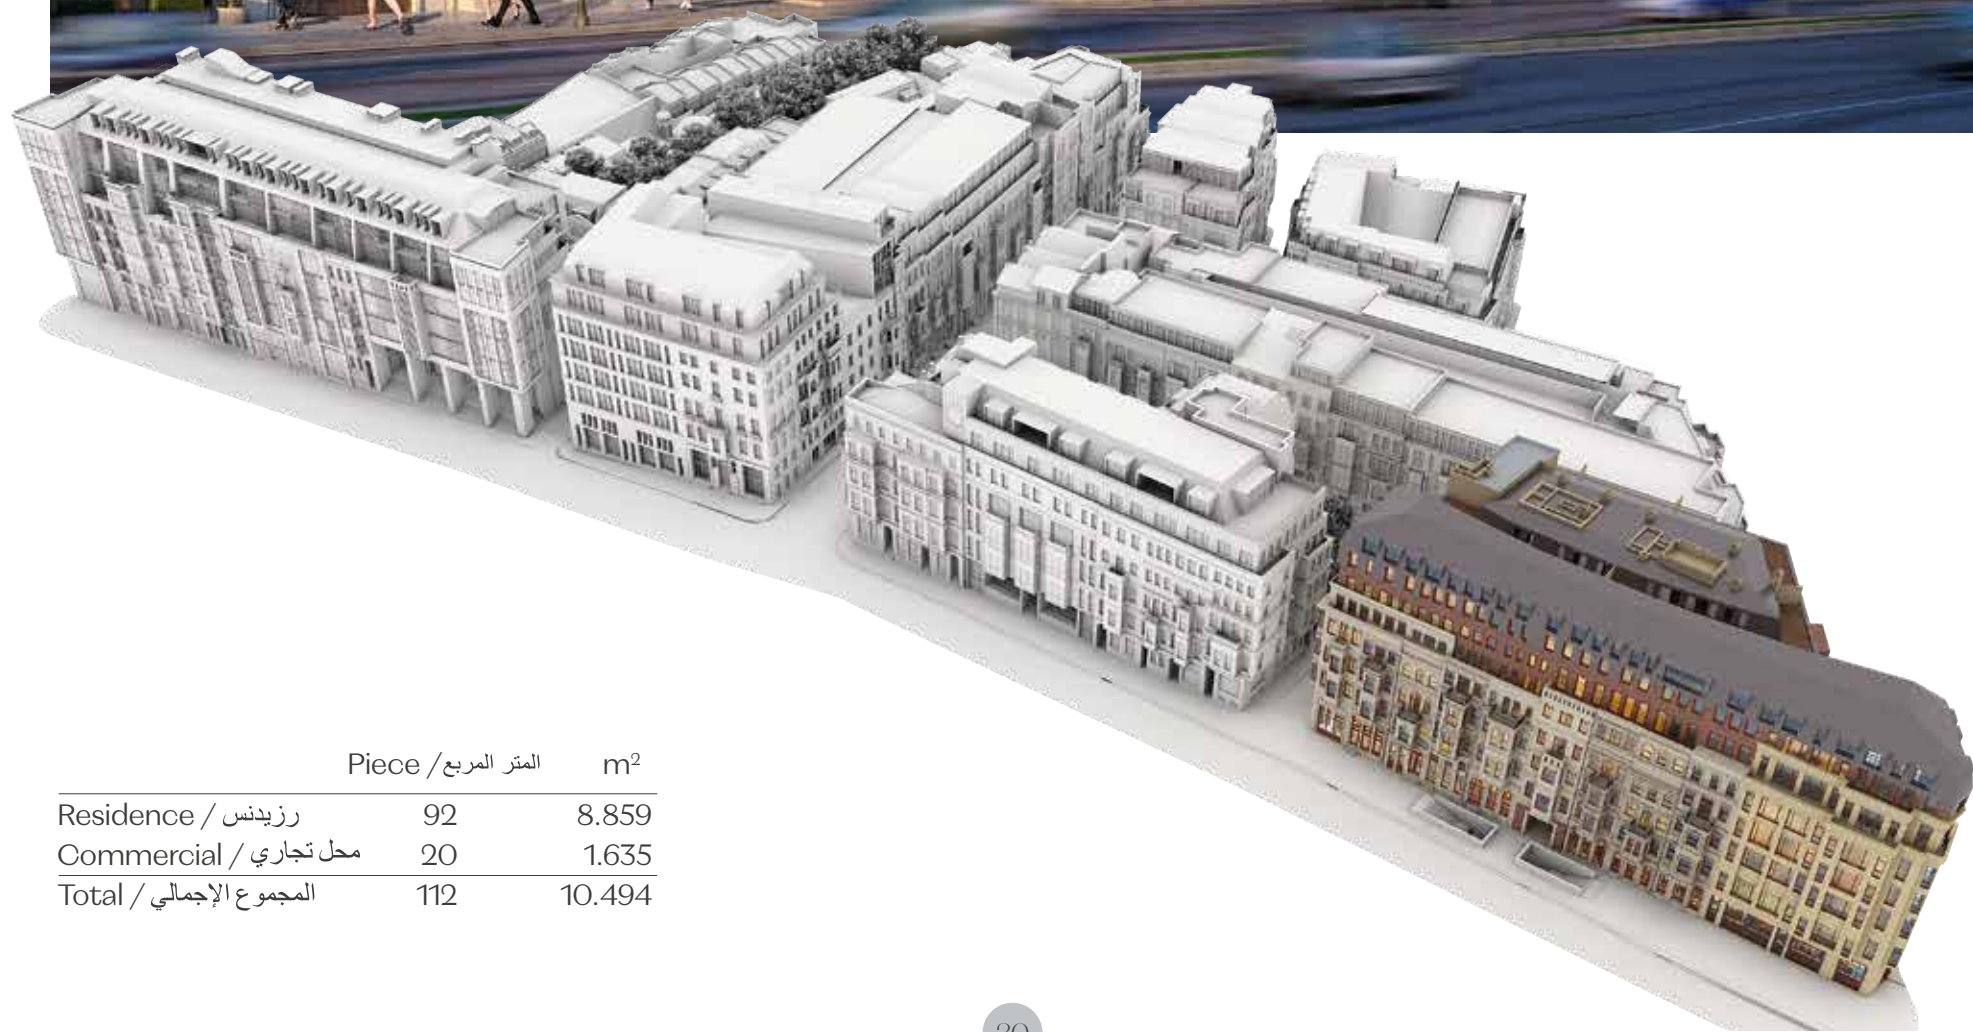 Piece / المتر المربع m²
Residence / رزيدنس 92 8.859
Commercial / محل تجاري 20 1.635
Total / المجموع الإجمالي 112 10.494